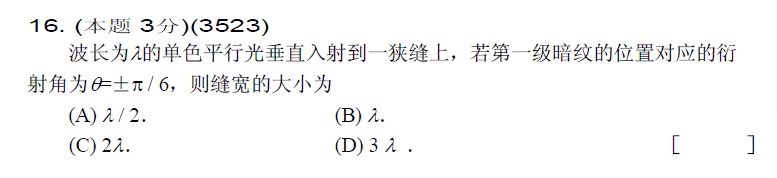 16. (本题 3分)(3523)
波长为λ的单色平行光垂直入射到一狭缝上，若第一级暗纹的位置对应的衍
射角为θ=±π / 6，则缝宽的大小为
(A) λ / 2. (B) λ.
(C) 2λ. (D) 3 λ . [ ]